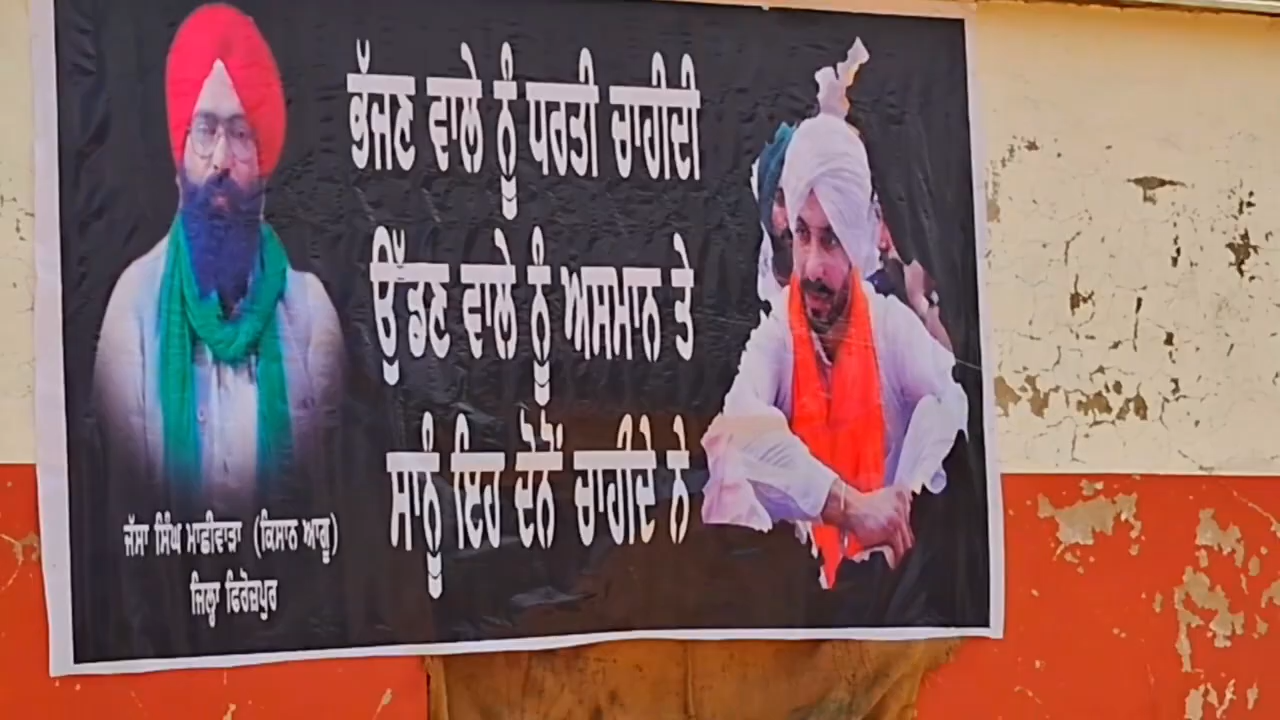 ਭੱਜਣ ਵਾਲੇ ਨੂੰ ਧਰਤੀ ਚਾਹੀਦੀ
ਉੱਡਣ ਵਾਲੇ ਨੂੰ ਅਸਮਾਨ ਤੇ
ਸਾਨੂੰ ਇਹ ਦੋਨੋਂ ਚਾਹੀਦੇ ਨੇ
ਜੱਸਾ ਸਿੰਘ ਮਾਛੀਵਾੜਾ (ਕਿਸਾਨ ਆਗੂ)
ਜਿਲ੍ਹਾ ਫਿਰੋਜ਼ਪੁਰ